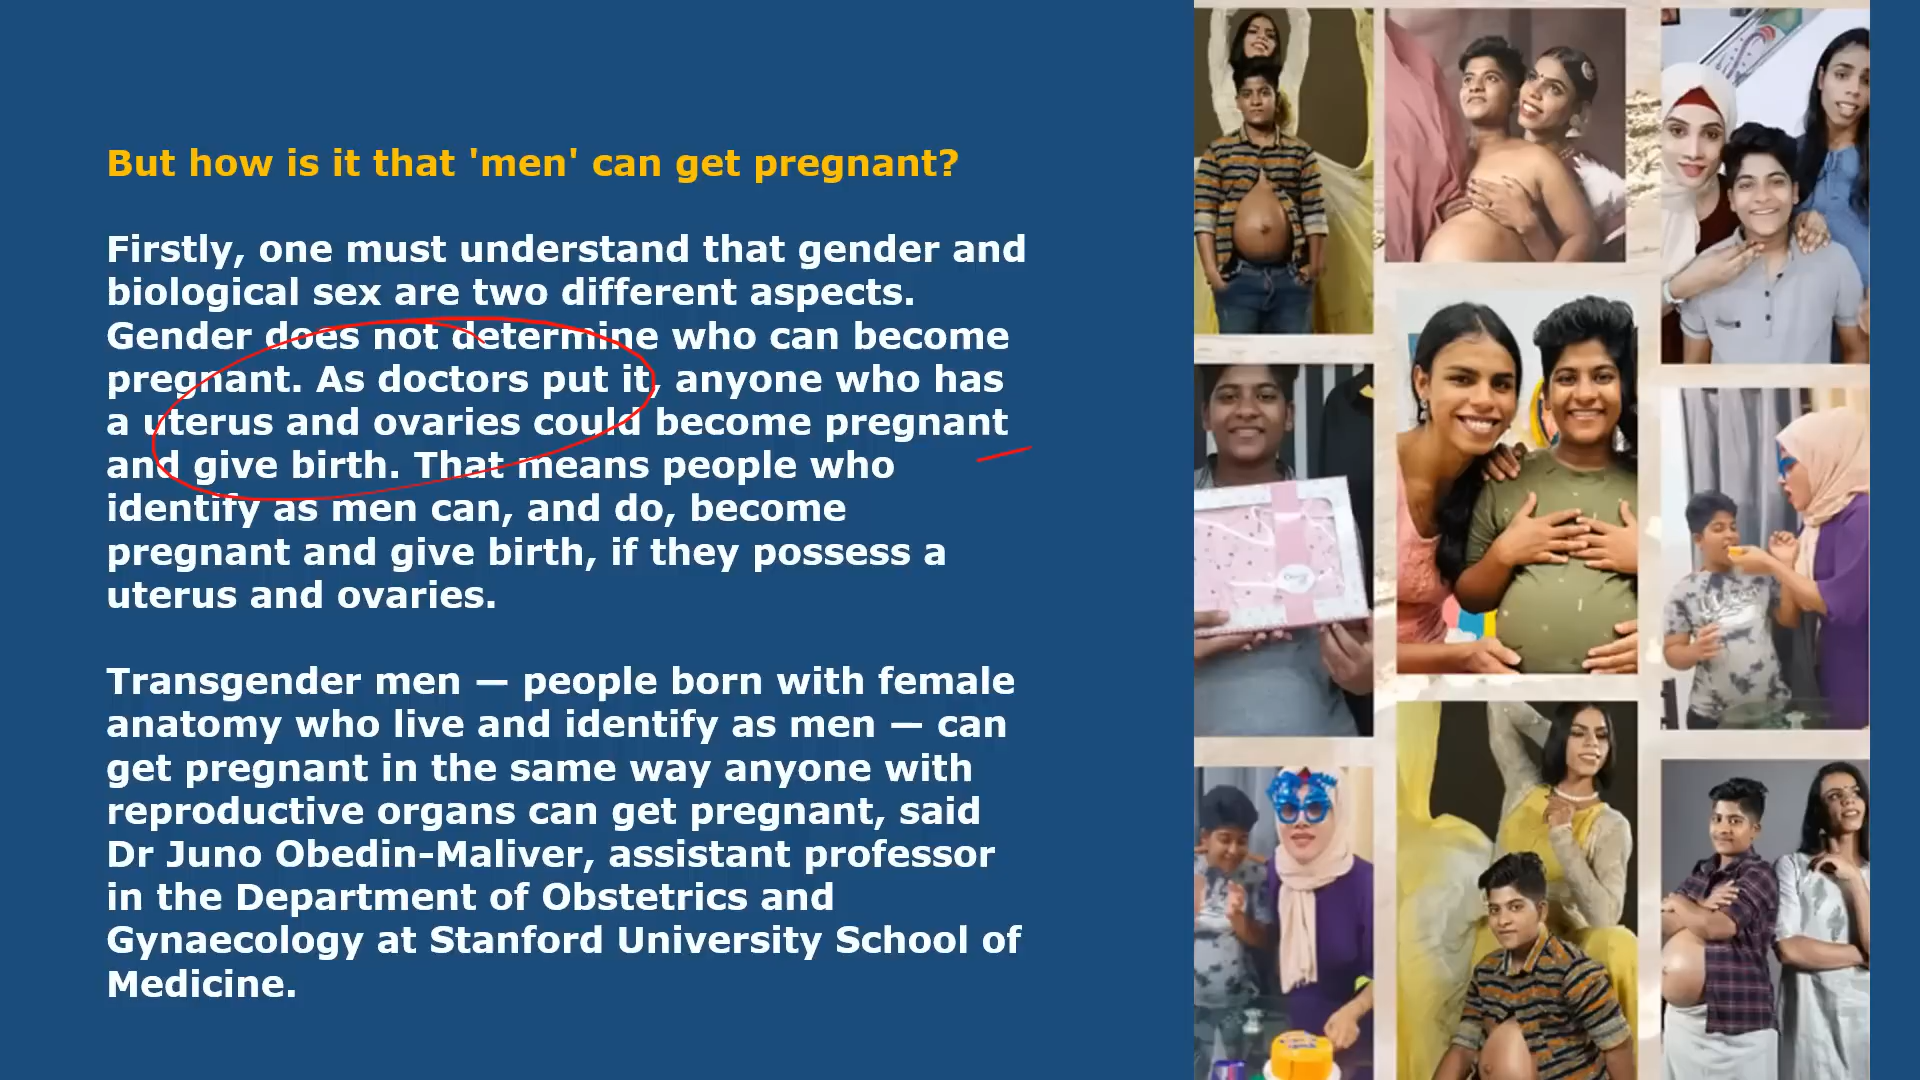 But how is it that 'men' can get pregnant?
Firstly, one must understand that gender and
biological sex are two different aspects.
Gender does not determine who can become
pregnant. As doctors put it, anyone who has
a uterus and ovaries could become pregnant
and give birth. That means people who
identify as men can, and do, become
pregnant and give birth, if they possess a
uterus and ovaries.
Transgender men — people born with female
anatomy who live and identify as men — can
get pregnant in the same way anyone with
reproductive organs can get pregnant, said
Dr Juno Obedin-Maliver, assistant professor
in the Department of Obstetrics and
Gynaecology at Stanford University School of
Medicine.